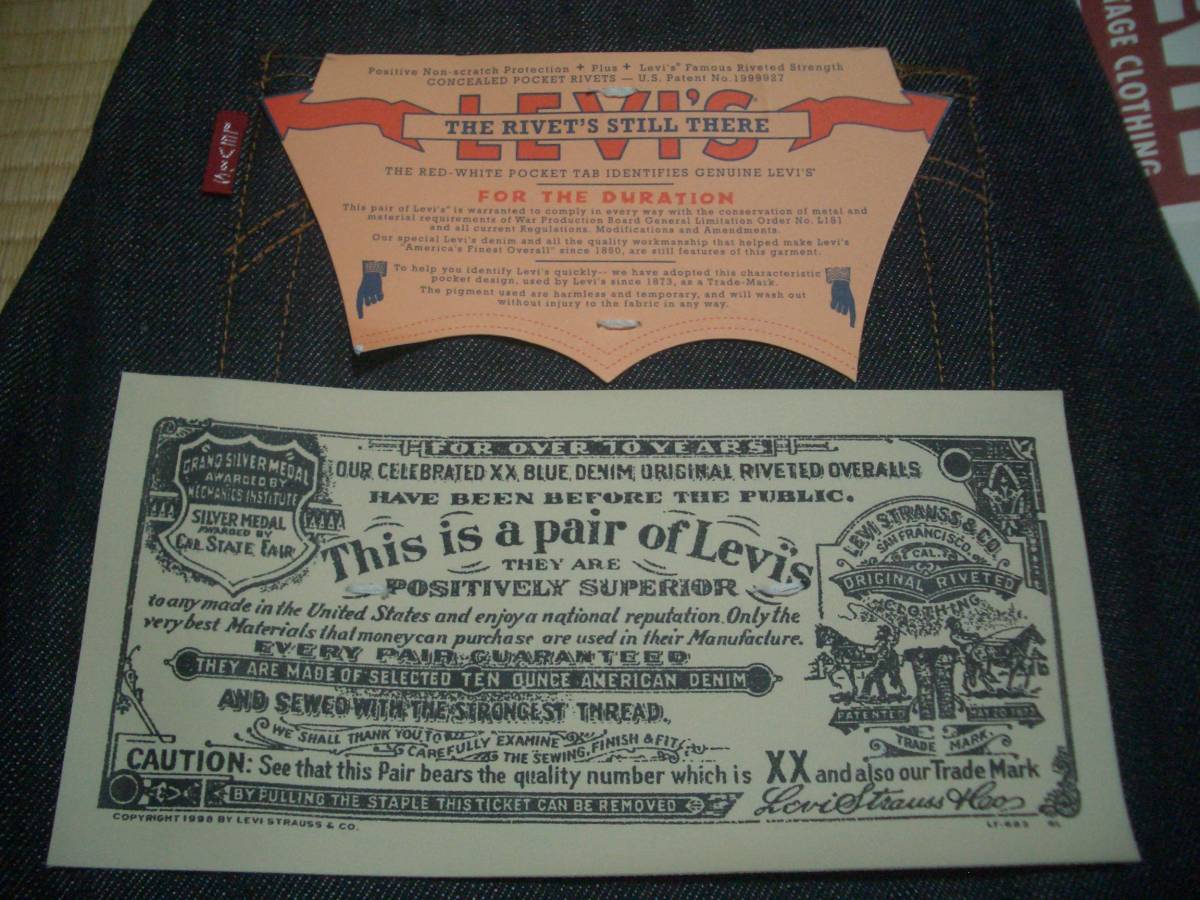 Positive Non-scratch Protection + Plus + Levi's® Famous Riveted Strength
CONCEALED POCKET RIVETS — U.S. Patent No. 1999927
LEVI'S
THE RIVET'S STILL THERE
THE RED-WHITE POCKET TAB IDENTIFIES GENUINE LEVI'S®
FOR THE DURATION
This pair of Levi's® is warranted to comply in every way with the conservation of metal and
material requirements of War Production Board General Limitation Order No. L181
and all current Regulations. Modifications and Amendments.
Our special Levi's denim and all the quality workmanship that helped make Levi's
"America's Finest Overall" since 1850, are still features of this garment.
To help you identify Levi's quickly-- we have adopted this characteristic
pocket design, used by Levi's since 1873, as a Trade-Mark.
The pigment used are harmless and temporary, and will wash out
without injury to the fabric in any way.
LEVI'S
AGE CLOTHING
FOR OVER 70 YEARS
OUR CELEBRATED XX BLUE DENIM ORIGINAL RIVETED OVERALLS
HAVE BEEN BEFORE THE PUBLIC.
GRAND SILVER MEDAL
AWARDED BY
MECHANICS INSTITUTE
SILVER MEDAL
AWARDED BY
CAL. STATE FAIR
This is a pair of Levi's
THEY ARE
POSITIVELY SUPERIOR
to any made in the United States and enjoy a national reputation. Only the
very best Materials that money can purchase are used in their Manufacture.
EVERY PAIR GUARANTEED
THEY ARE MADE OF SELECTED TEN OUNCE AMERICAN DENIM
AND SEWED WITH THE STRONGEST THREAD.
WE SHALL THANK YOU TO
CAREFULLY EXAMINE
THE SEWING, FINISH & FIT
LEVI STRAUSS & CO.
SAN FRANCISCO
CAL.
ORIGINAL RIVETED
CLOTHING
PATENTED MAY 20 1873
TRADE MARK.
CAUTION: See that this Pair bears the quality number which is XX and also our Trade Mark
BY PULLING THE STAPLE THIS TICKET CAN BE REMOVED
Levi Strauss & Co
COPYRIGHT 1998 BY LEVI STRAUSS & CO.